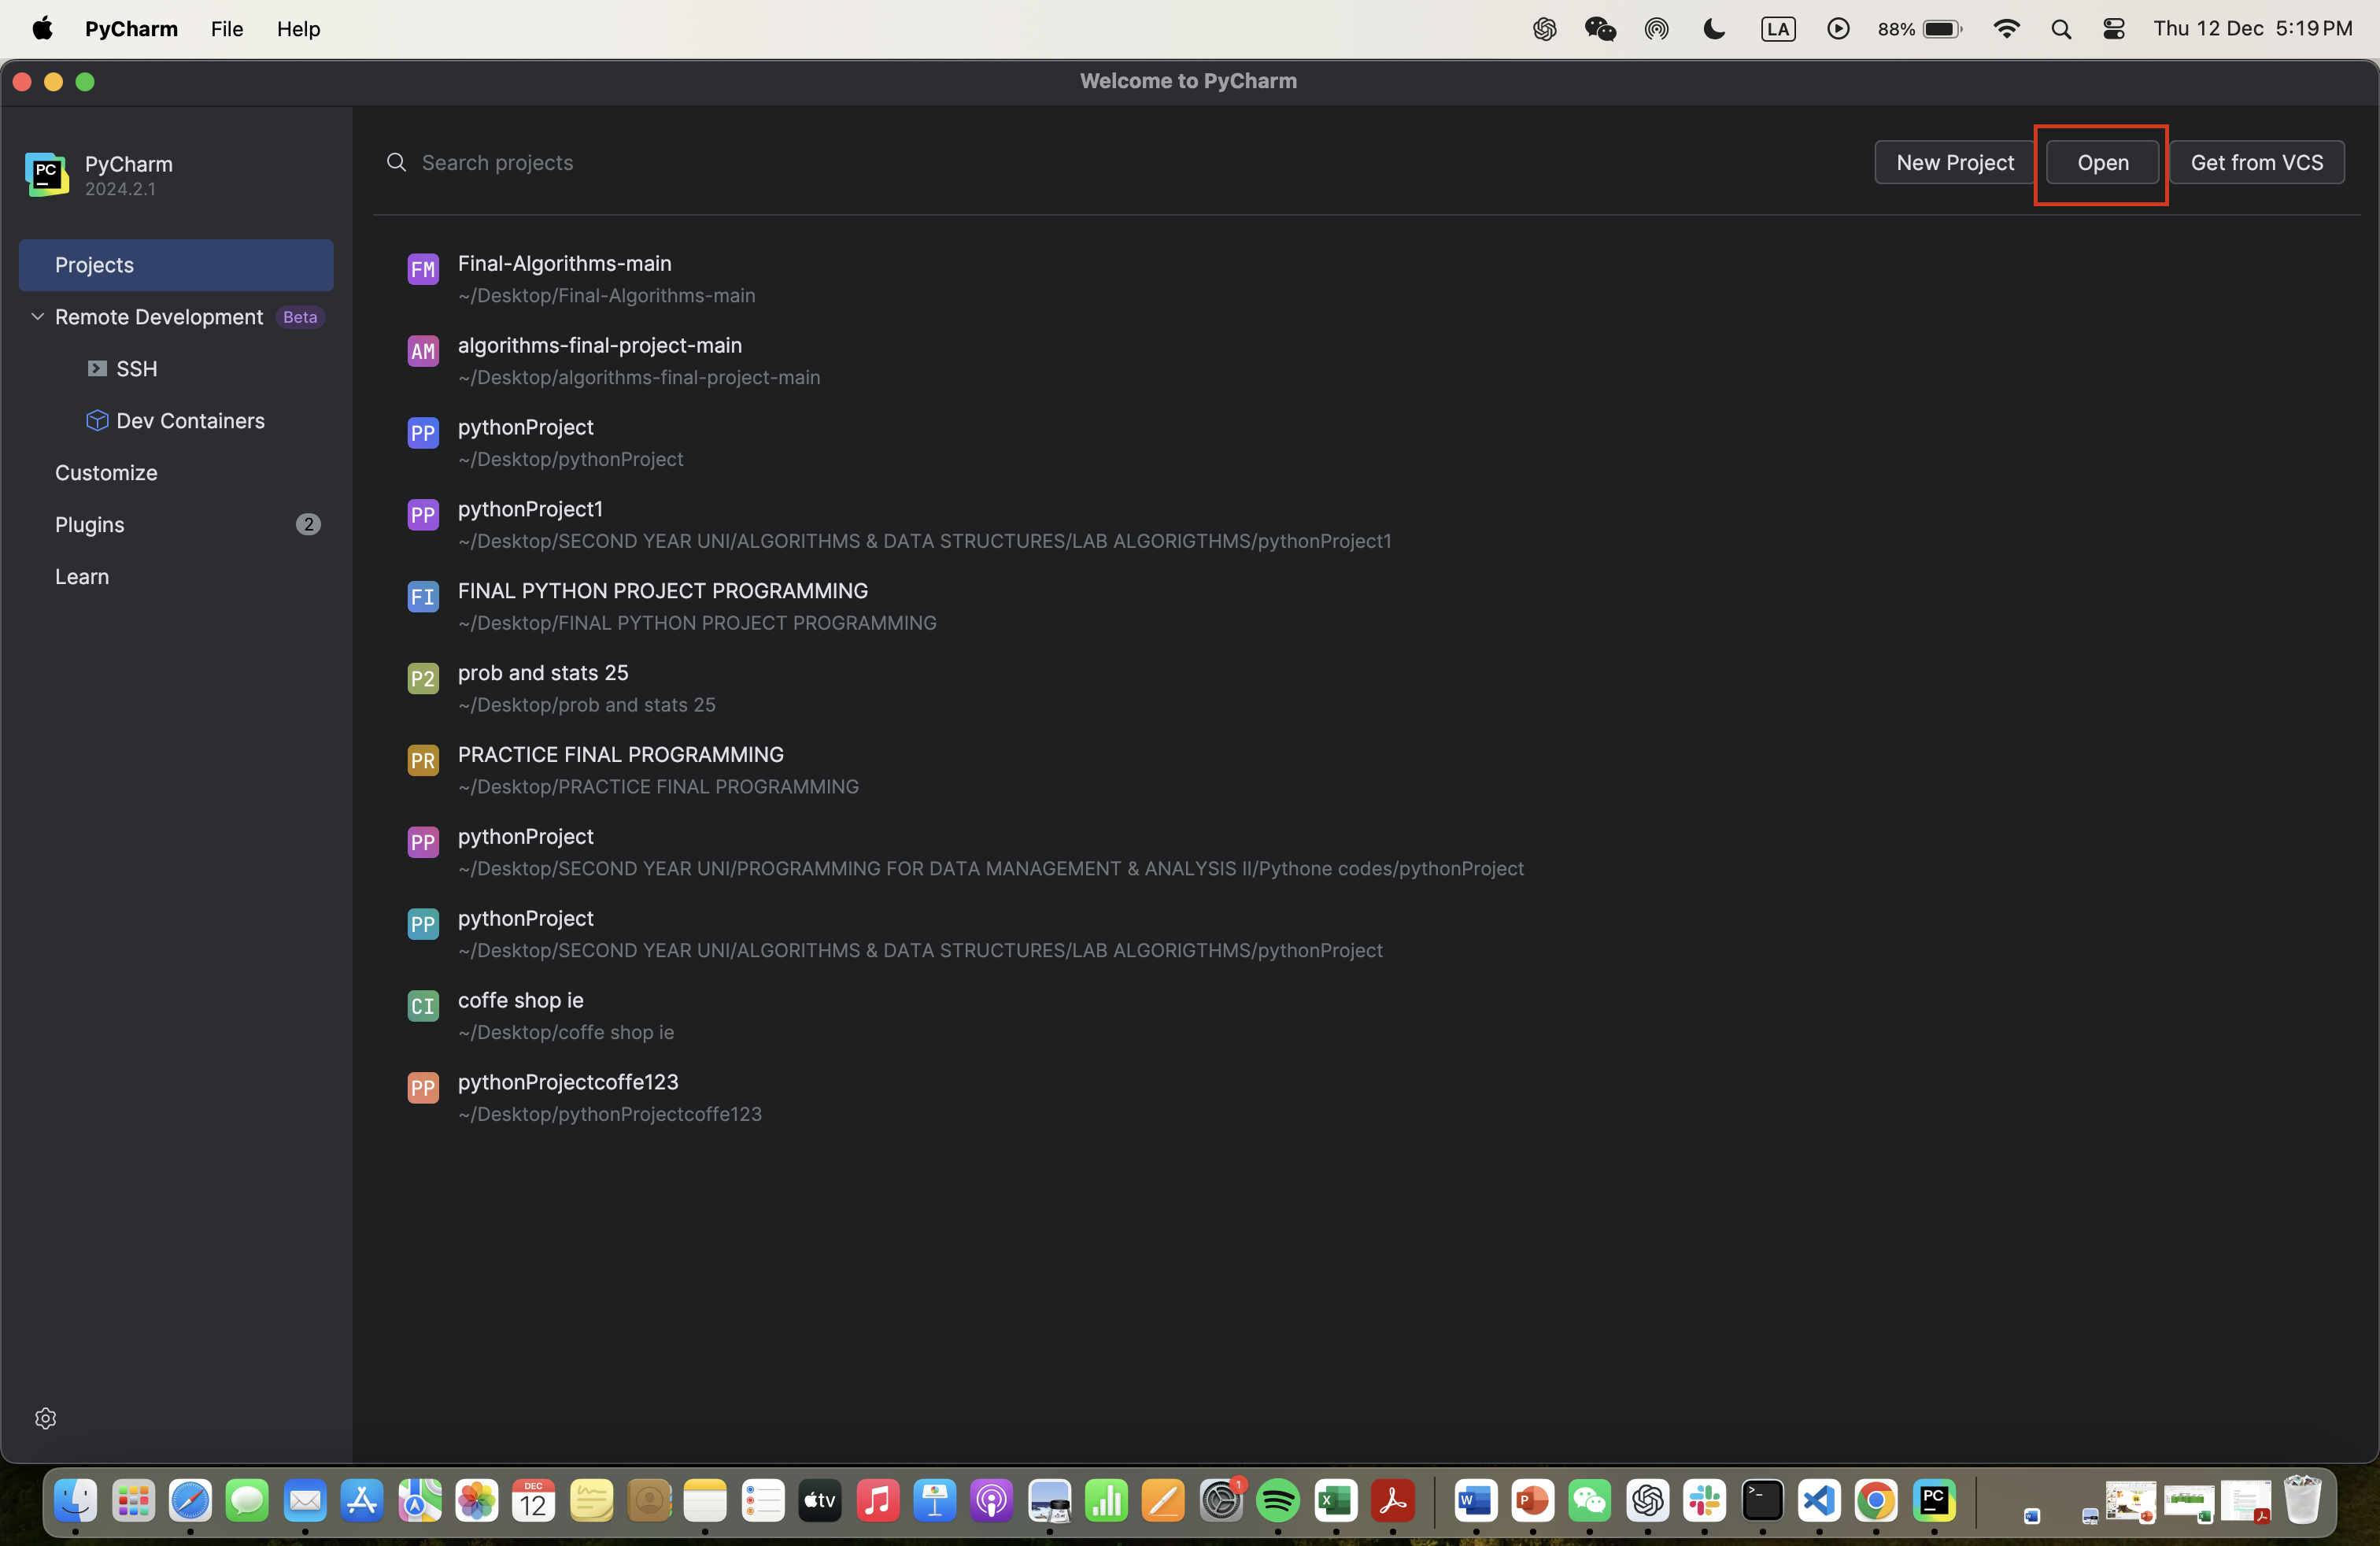 PyCharm File Help
LA 88% Thu 12 Dec 5:19 PM
Welcome to PyCharm
PC
PyCharm
2024.2.1
Search projects
New Project
Open
Get from VCS
Projects
Remote Development Beta
SSH
Dev Containers
Customize
Plugins 2
Learn
FM Final-Algorithms-main
~/Desktop/Final-Algorithms-main
AM algorithms-final-project-main
~/Desktop/algorithms-final-project-main
PP pythonProject
~/Desktop/pythonProject
PP pythonProject1
~/Desktop/SECOND YEAR UNI/ALGORITHMS & DATA STRUCTURES/LAB ALGORIGTHMS/pythonProject1
FI FINAL PYTHON PROJECT PROGRAMMING
~/Desktop/FINAL PYTHON PROJECT PROGRAMMING
P2 prob and stats 25
~/Desktop/prob and stats 25
PR PRACTICE FINAL PROGRAMMING
~/Desktop/PRACTICE FINAL PROGRAMMING
PP pythonProject
~/Desktop/SECOND YEAR UNI/PROGRAMMING FOR DATA MANAGEMENT & ANALYSIS II/Pythone codes/pythonProject
PP pythonProject
~/Desktop/SECOND YEAR UNI/ALGORITHMS & DATA STRUCTURES/LAB ALGORIGTHMS/pythonProject
CI coffe shop ie
~/Desktop/coffe shop ie
PP pythonProjectcoffe123
~/Desktop/pythonProjectcoffe123
DEC
12
tv
1
X
W
P
>_
PC